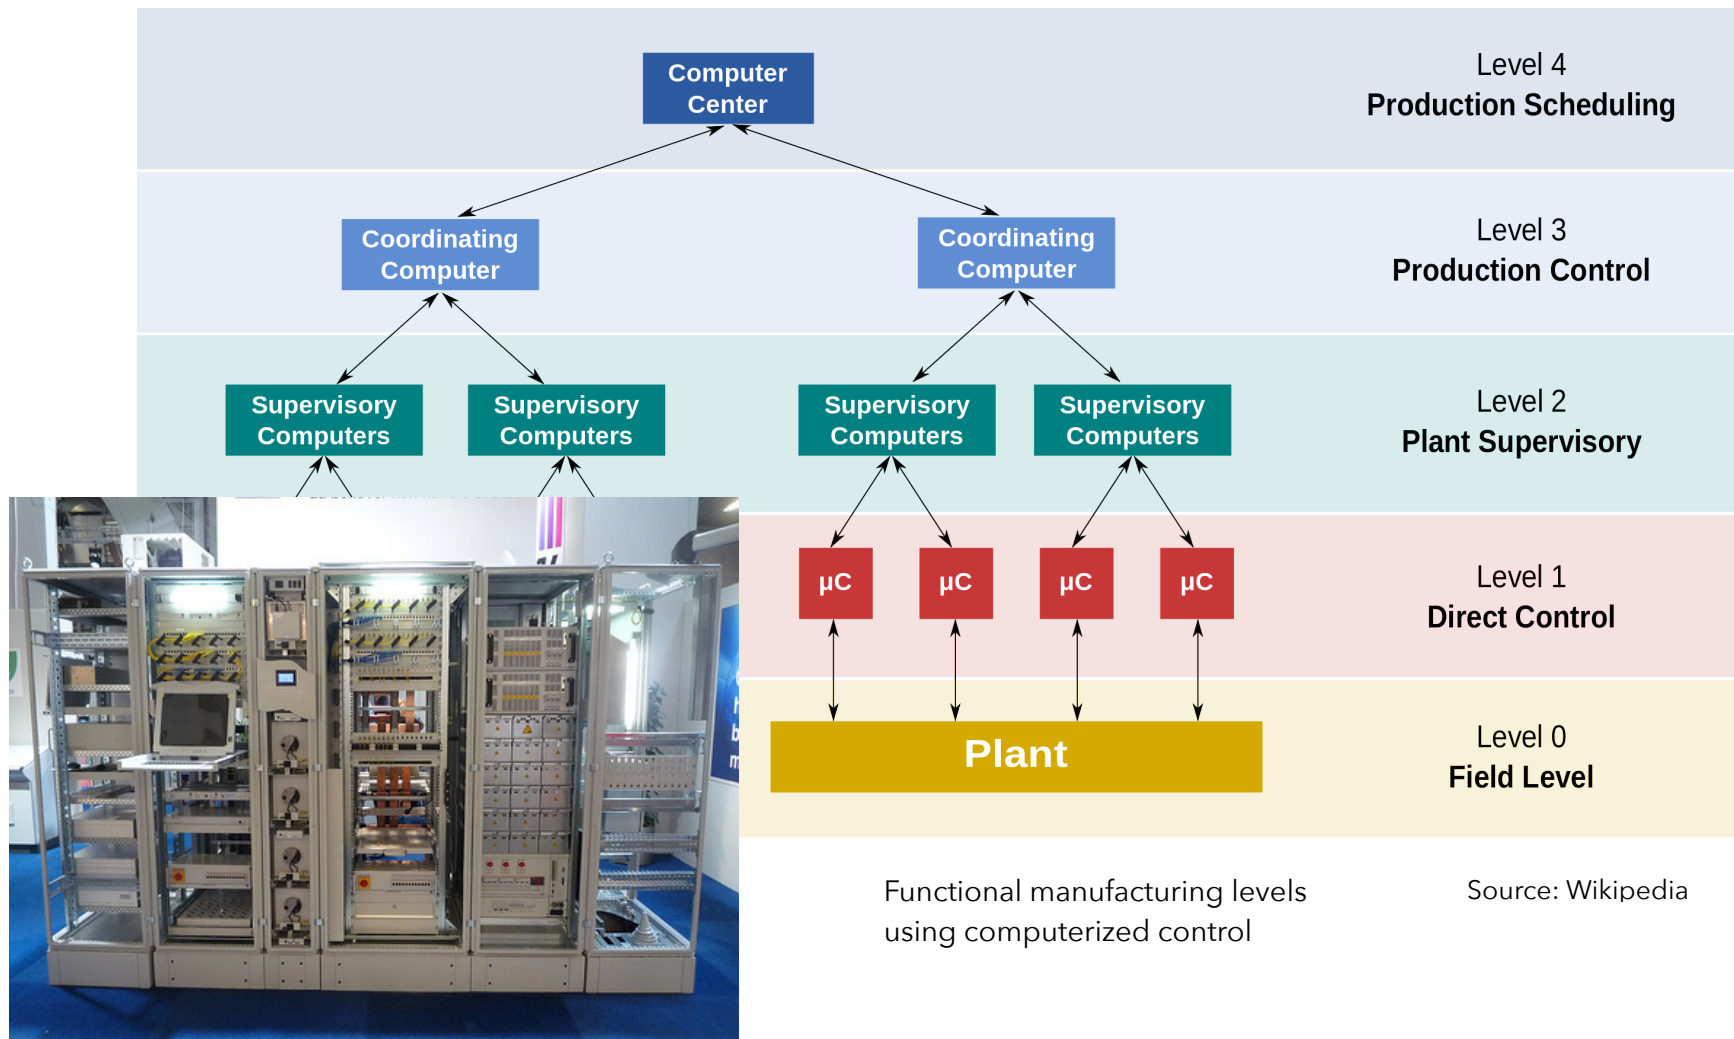 Computer
Center
Level 4
Production Scheduling
Coordinating
Computer
Coordinating
Computer
Level 3
Production Control
Supervisory
Computers
Supervisory
Computers
Supervisory
Computers
Supervisory
Computers
Level 2
Plant Supervisory
µC
µC
µC
µC
Level 1
Direct Control
Plant
Level 0
Field Level
Functional manufacturing levels
using computerized control
Source: Wikipedia